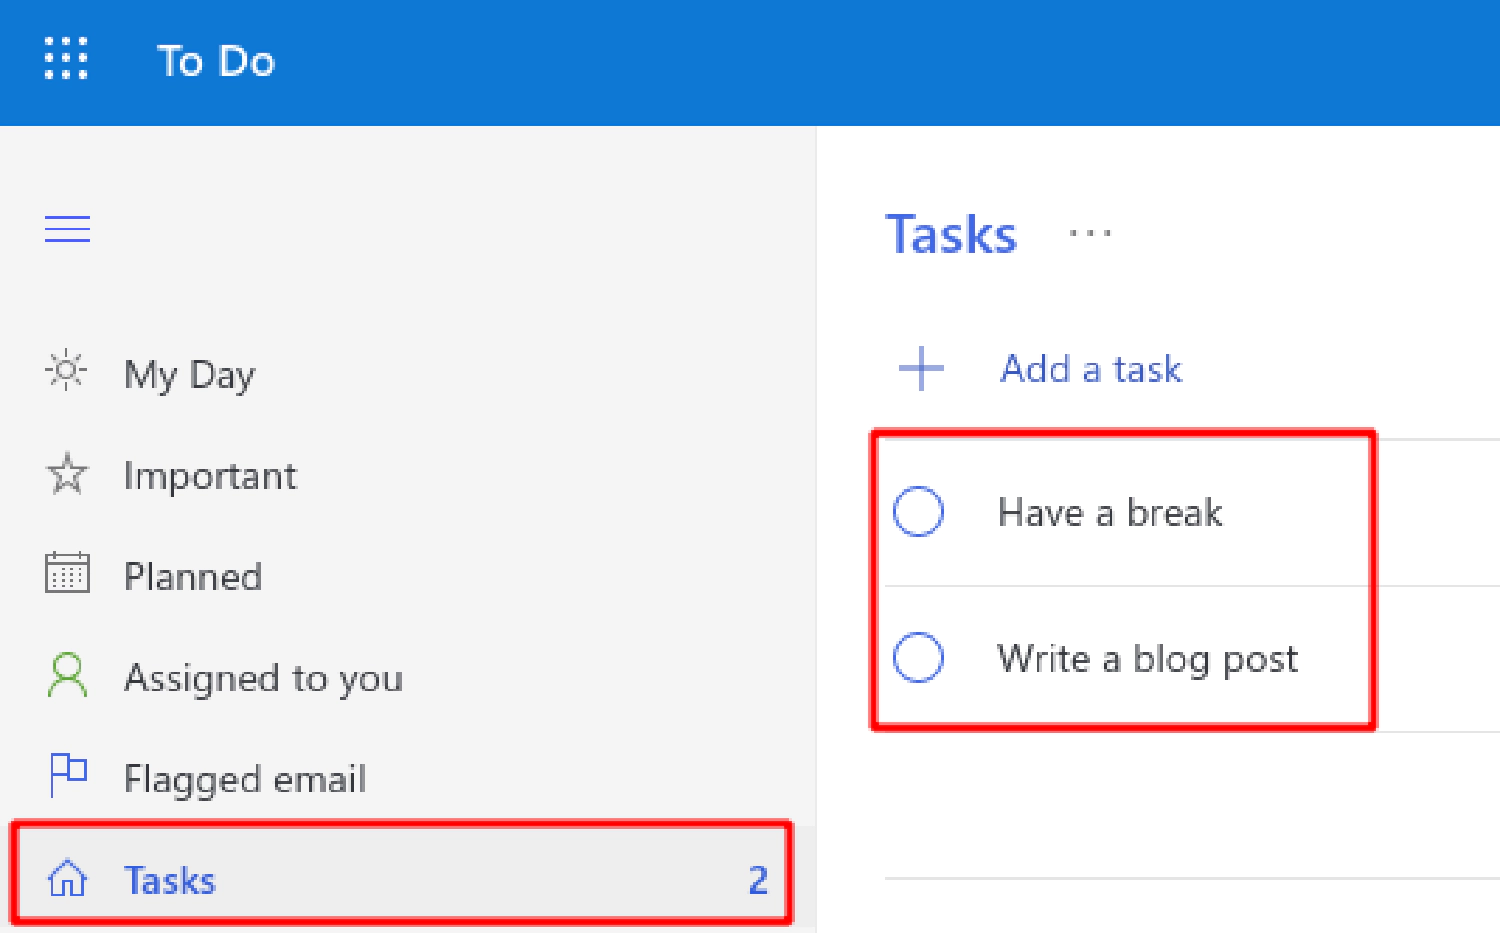 To Do
My Day
Important
Planned
Assigned to you
Flagged email
Tasks 2
Tasks ...
Add a task
Have a break
Write a blog post